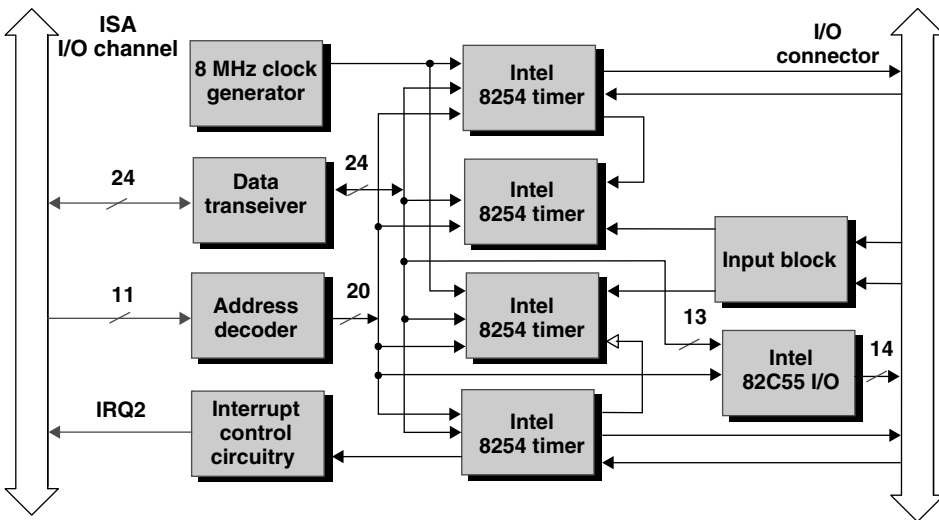 ISA
I/O channel
I/O
connector
8 MHz clock
generator
Intel
8254 timer
24
Data
transeiver
24
Intel
8254 timer
Input block
11
Address
decoder
20
Intel
8254 timer
13
Intel
82C55 I/O
14
IRQ2
Interrupt
control
circuitry
Intel
8254 timer